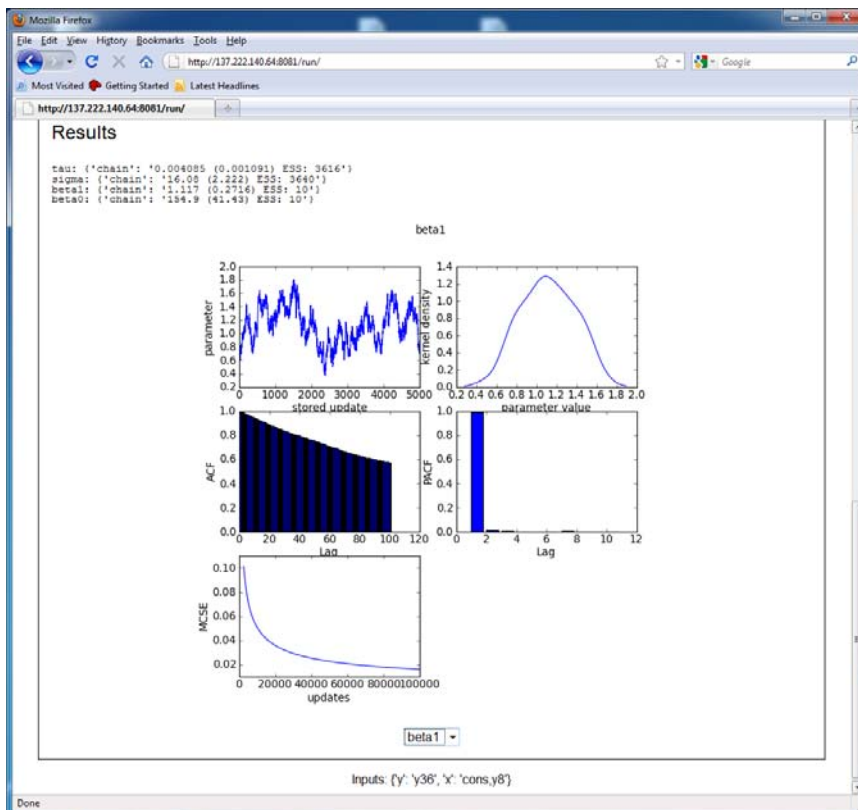 Mozilla Firefox
File Edit View History Bookmarks Tools Help
http://137.222.140.64:8081/run/
Google
Most Visited Getting Started Latest Headlines
http://137.222.140.64:8081/run/
Results
tau: {'chain': '0.004085 (0.001091) ESS: 3616'}
sigma: {'chain': '16.08 (2.222) ESS: 3640'}
beta1: {'chain': '1.117 (0.2716) ESS: 10'}
beta0: {'chain': '154.9 (41.43) ESS: 10'}
beta1
2.0
1.8
1.6
1.4
1.2
1.0
0.8
0.6
0.4
0.2
parameter
0 1000 2000 3000 4000 5000
stored update
1.4
1.2
1.0
0.8
0.6
0.4
0.2
0.0
kernel density
0.2 0.4 0.6 0.8 1.0 1.2 1.4 1.6 1.8 2.0
parameter value
1.0
0.8
0.6
0.4
0.2
0.0
ACF
0 20 40 60 80 100 120
Lag
1.0
0.8
0.6
0.4
0.2
0.0
PACF
0 2 4 6 8 10 12
Lag
0.10
0.08
0.06
0.04
0.02
MCSE
0 20000 40000 60000 80000 100000
updates
beta1
Inputs: {'y': 'y36', 'x': 'cons,y8'}
Done